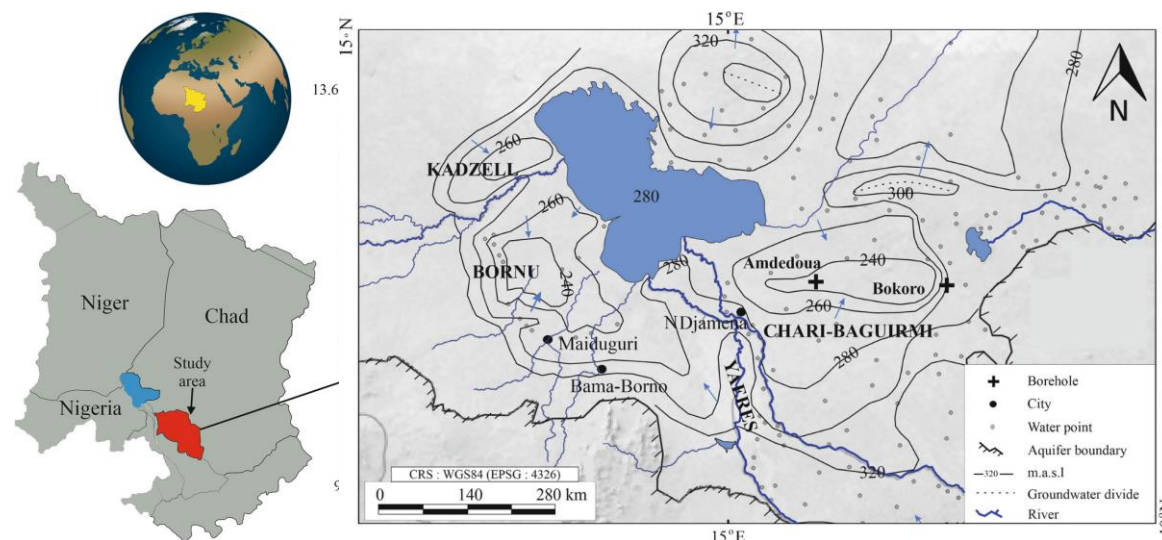 Niger
Chad
Study
area
Nigeria
15°N
15°E
13.6
320
280
260
KADZELL
280
300
260
BORNU
240
280
Amdedoua
240
Bokoro
260
NDjamena
CHARI-BAGUIRMI
Maiduguri
280
Bama-Borno
YAERES
320
N
CRS : WGS84 (EPSG : 4326)
0 140 280 km
Borehole
City
Water point
Aquifer boundary
320 m.a.s.l
Groundwater divide
River
9
15°E